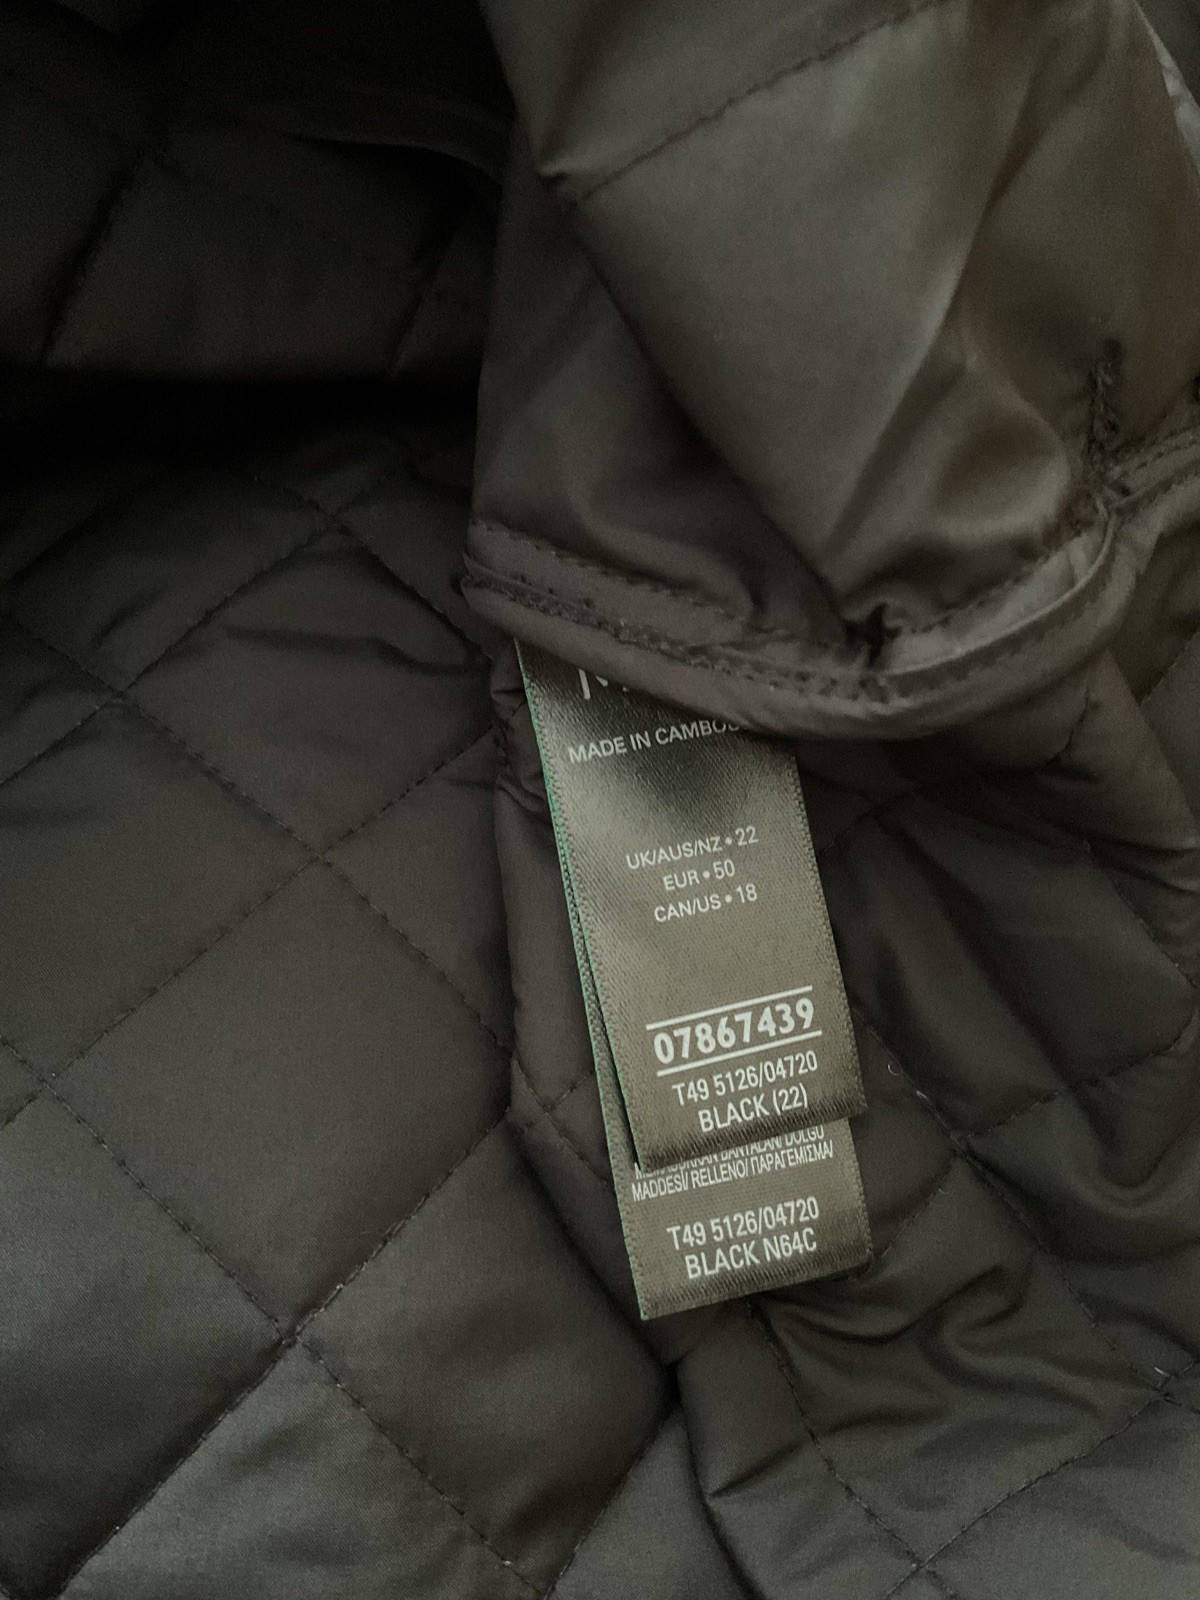 MADE IN
UK/AUS/NZ • 22
EUR • 50
CAN/US • 18
07867439
T49 5126/04720
BLACK (22)
MADDESİ/ RELLENO/ ΠΑΡΑΓΕΜΙΣΜΑ/
T49 5126/04720
BLACK N64C